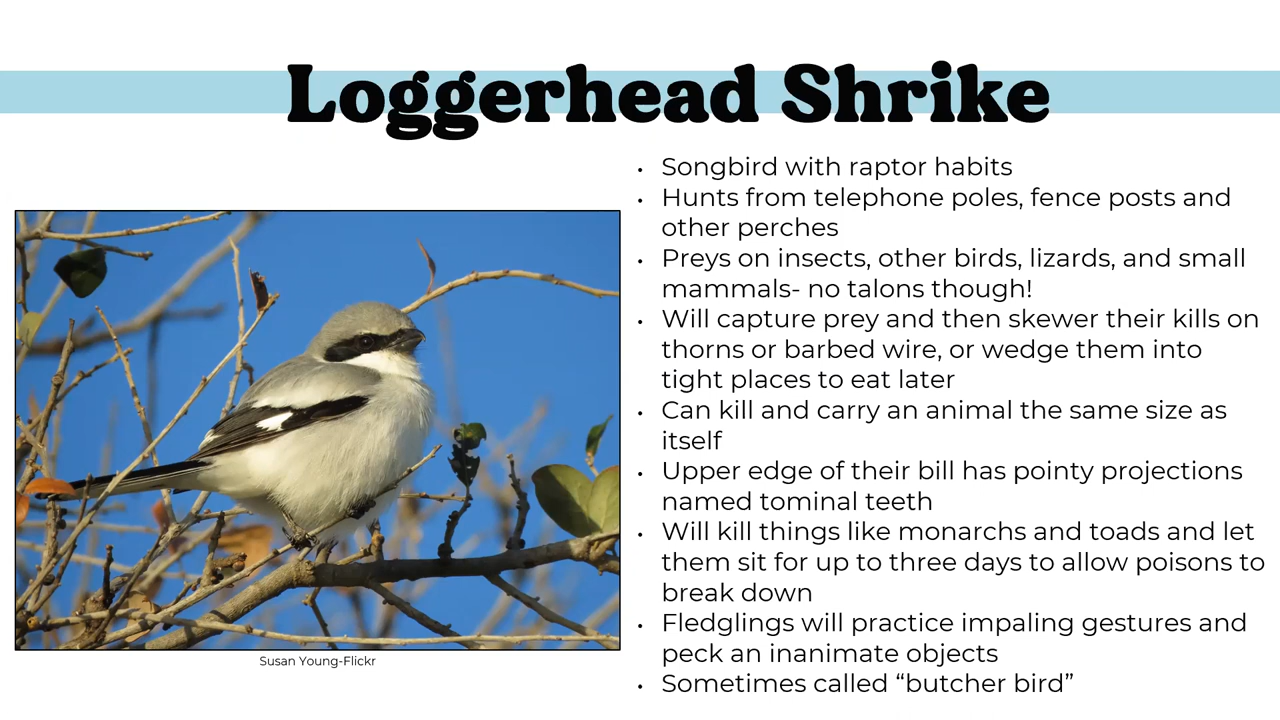 Loggerhead Shrike
• Songbird with raptor habits
• Hunts from telephone poles, fence posts and
other perches
• Preys on insects, other birds, lizards, and small
mammals- no talons though!
• Will capture prey and then skewer their kills on
thorns or barbed wire, or wedge them into
tight places to eat later
• Can kill and carry an animal the same size as
itself
• Upper edge of their bill has pointy projections
named tominal teeth
• Will kill things like monarchs and toads and let
them sit for up to three days to allow poisons to
break down
• Fledglings will practice impaling gestures and
peck an inanimate objects
• Sometimes called “butcher bird”
Susan Young-Flickr